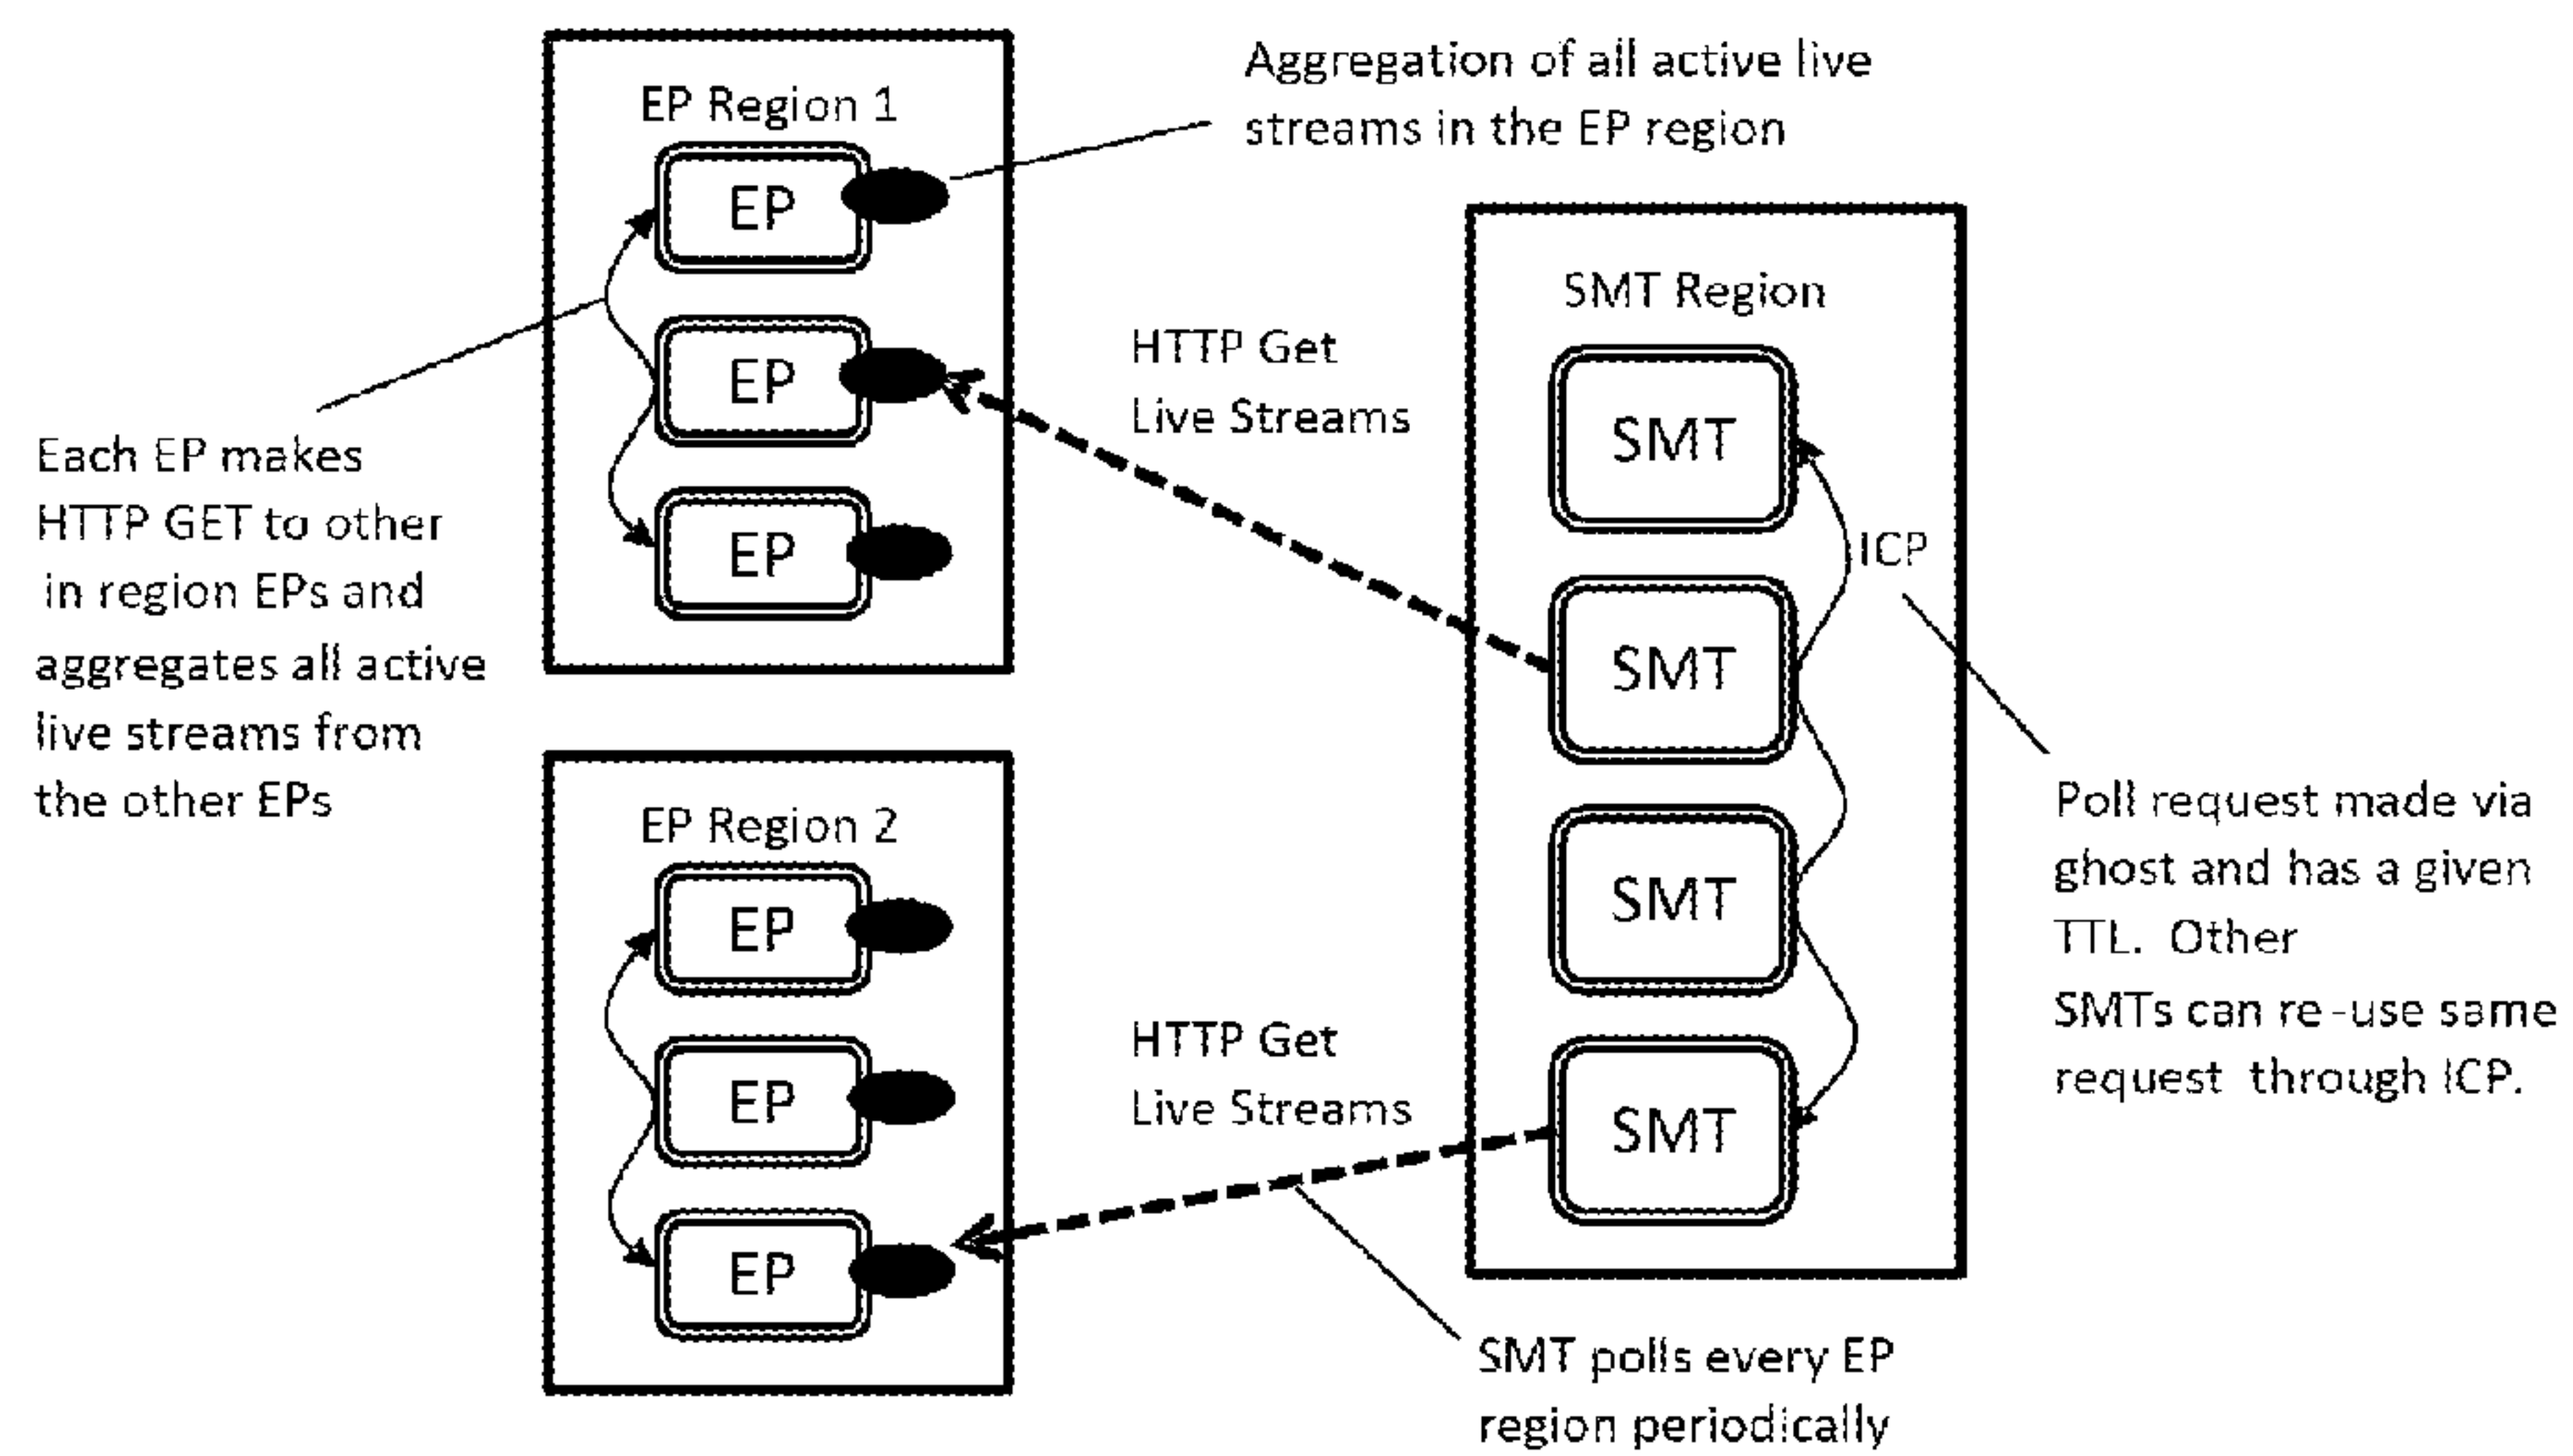 Aggregation of all active live
streams in the EP region
EP Region 1
EP
EP
EP
Each EP makes
HTTP GET to other
in region EPs and
aggregates all active
live streams from
the other EPs
HTTP Get
Live Streams
SMT Region
SMT
SMT
SMT
SMT
ICP
Poll request made via
ghost and has a given
TTL. Other
SMTs can re-use same
request through ICP.
EP Region 2
EP
EP
EP
HTTP Get
Live Streams
SMT polls every EP
region periodically